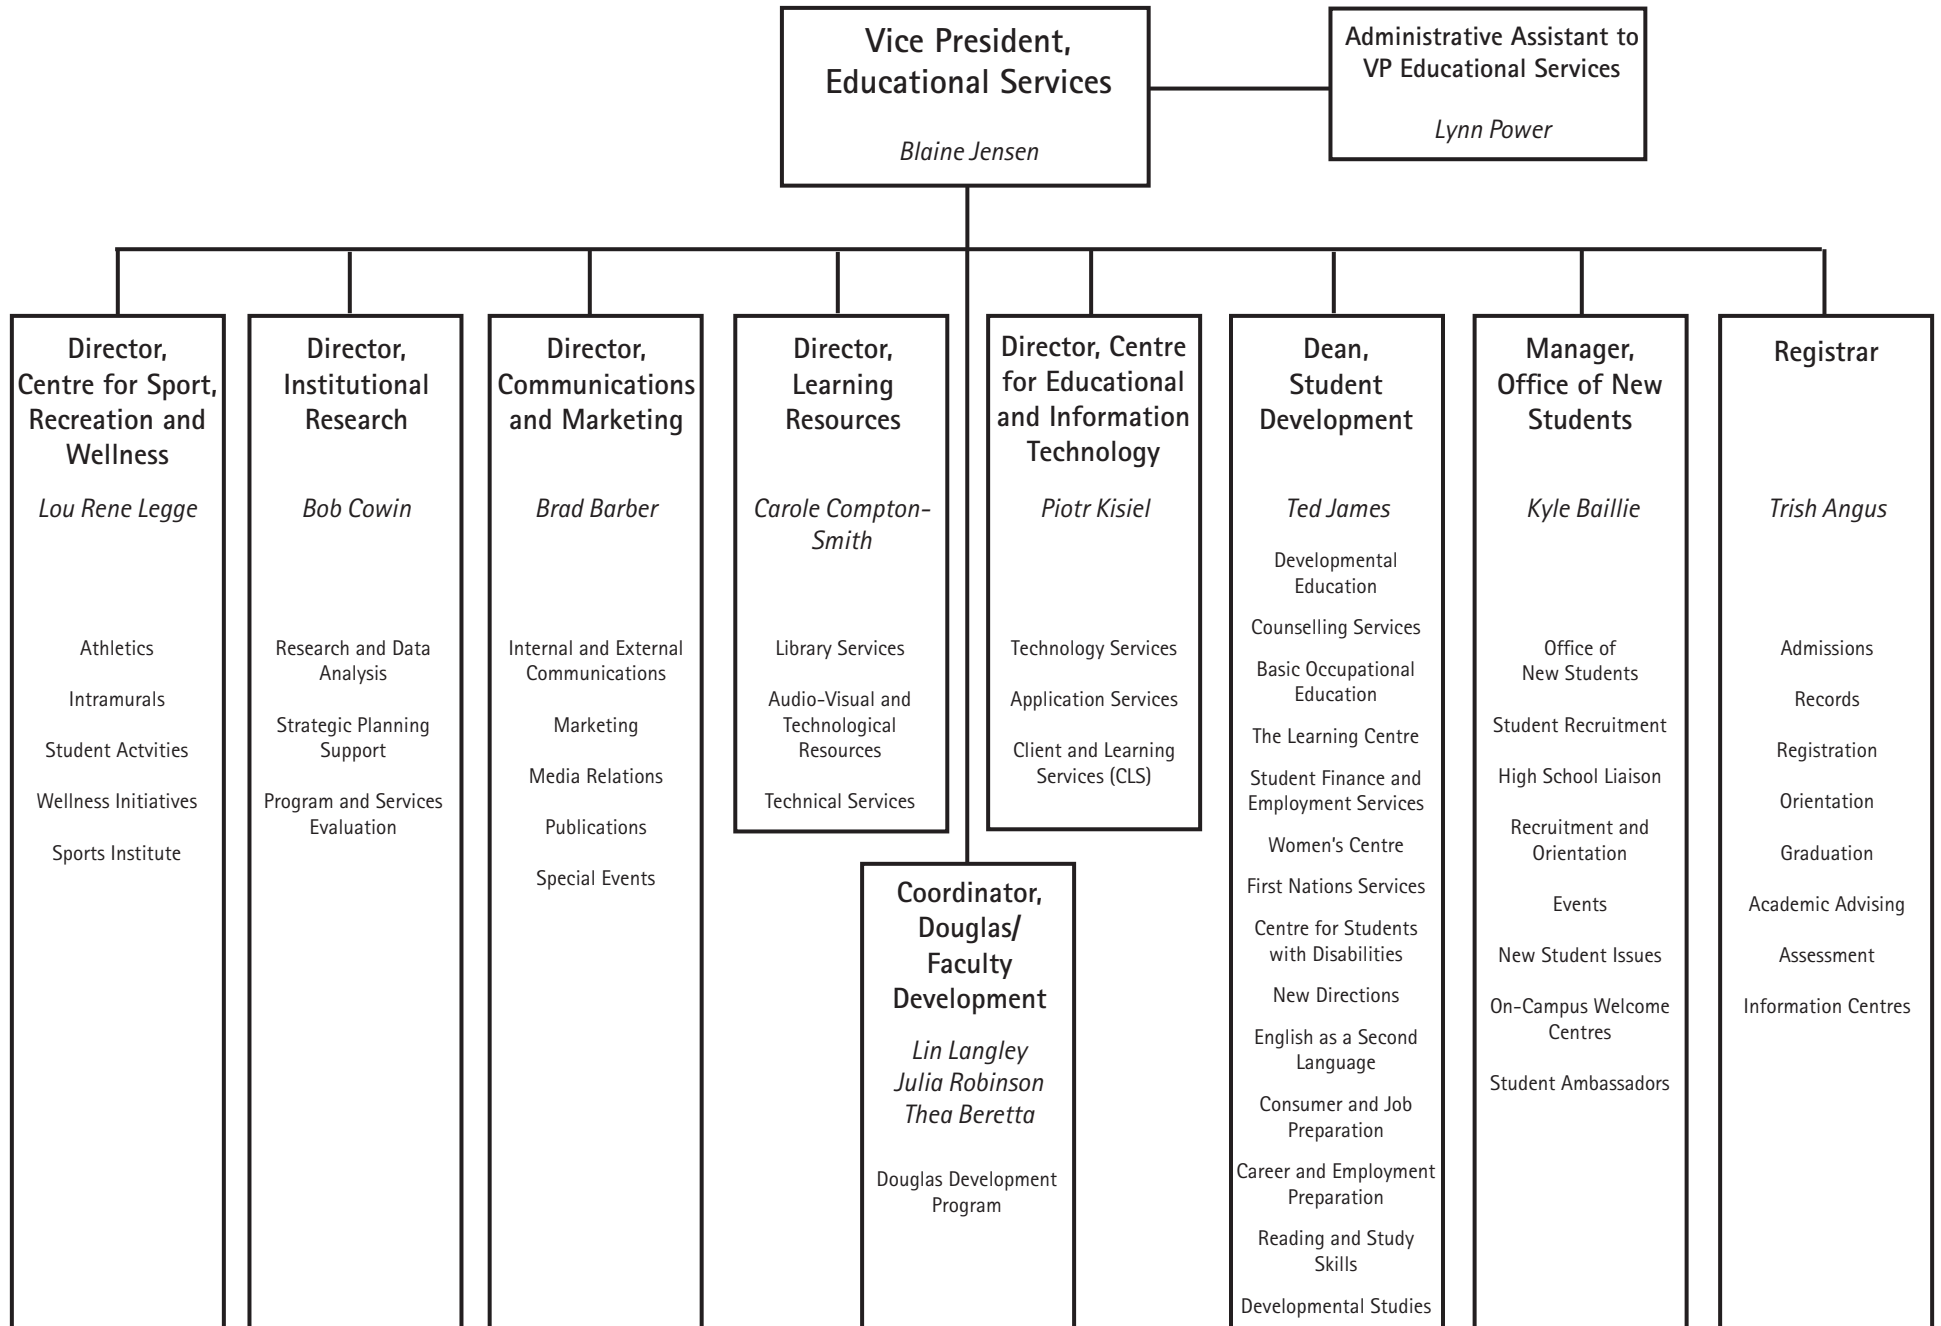 Vice President,
Educational Services
Blaine Jensen
Administrative Assistant to
VP Educational Services
Lynn Power
Director,
Centre for Sport,
Recreation and
Wellness
Lou Rene Legge
Athletics
Intramurals
Student Actvities
Wellness Initiatives
Sports Institute
Director,
Institutional
Research
Bob Cowin
Research and Data
Analysis
Strategic Planning
Support
Program and Services
Evaluation
Director,
Communications
and Marketing
Brad Barber
Internal and External
Communications
Marketing
Media Relations
Publications
Special Events
Director,
Learning
Resources
Carole Compton-
Smith
Library Services
Audio-Visual and
Technological
Resources
Technical Services
Coordinator,
Douglas/
Faculty
Development
Lin Langley
Julia Robinson
Thea Beretta
Douglas Development
Program
Director, Centre
for Educational
and Information
Technology
Piotr Kisiel
Technology Services
Application Services
Client and Learning
Services (CLS)
Dean,
Student
Development
Ted James
Developmental
Education
Counselling Services
Basic Occupational
Education
The Learning Centre
Student Finance and
Employment Services
Women's Centre
First Nations Services
Centre for Students
with Disabilities
New Directions
English as a Second
Language
Consumer and Job
Preparation
Career and Employment
Preparation
Reading and Study
Skills
Developmental Studies
Manager,
Office of New
Students
Kyle Baillie
Office of
New Students
Student Recruitment
High School Liaison
Recruitment and
Orientation
Events
New Student Issues
On-Campus Welcome
Centres
Student Ambassadors
Registrar
Trish Angus
Admissions
Records
Registration
Orientation
Graduation
Academic Advising
Assessment
Information Centres